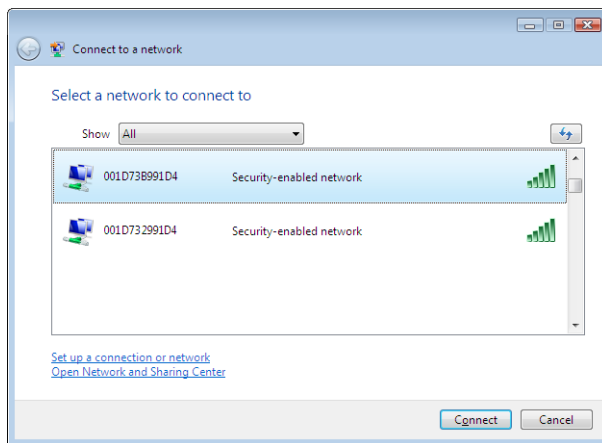 Connect to a network
Select a network to connect to
Show All
001D73B991D4 Security-enabled network
001D732991D4 Security-enabled network
Set up a connection or network
Open Network and Sharing Center
Connect Cancel